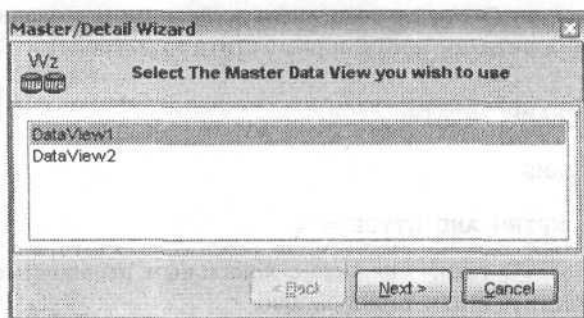 Master/Detail Wizard
Wz
Select The Master Data View you wish to use
DataView1
DataView2
< Back Next > Cancel